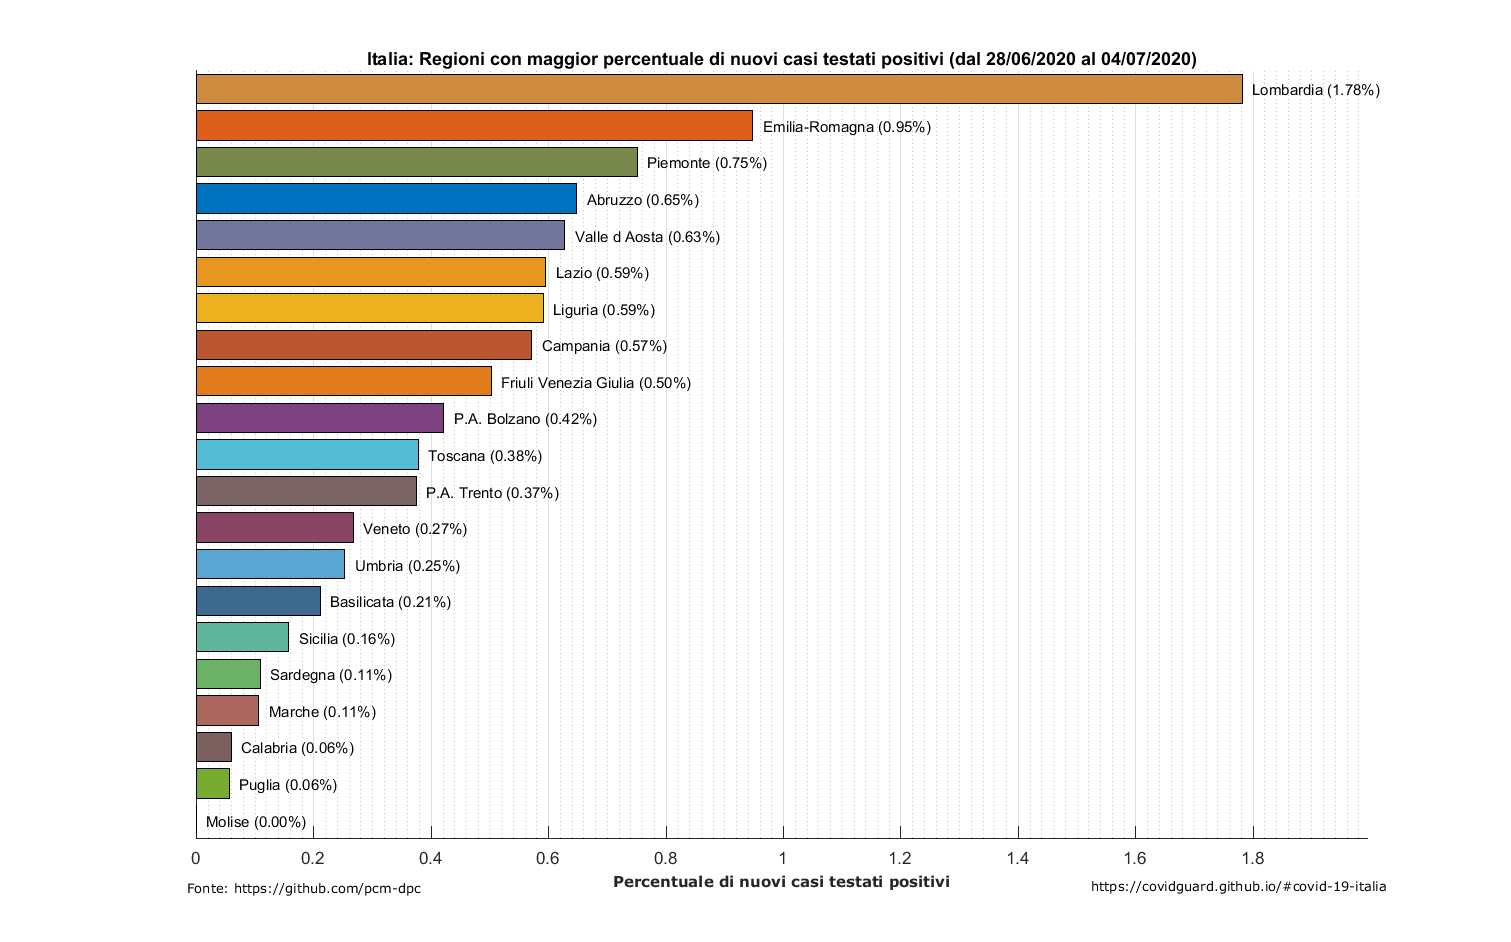 Italia: Regioni con maggior percentuale di nuovi casi testati positivi (dal 28/06/2020 al 04/07/2020)
Lombardia (1.78%)
Emilia-Romagna (0.95%)
Piemonte (0.75%)
Abruzzo (0.65%)
Valle d Aosta (0.63%)
Lazio (0.59%)
Liguria (0.59%)
Campania (0.57%)
Friuli Venezia Giulia (0.50%)
P.A. Bolzano (0.42%)
Toscana (0.38%)
P.A. Trento (0.37%)
Veneto (0.27%)
Umbria (0.25%)
Basilicata (0.21%)
Sicilia (0.16%)
Sardegna (0.11%)
Marche (0.11%)
Calabria (0.06%)
Puglia (0.06%)
Molise (0.00%)
0 0.2 0.4 0.6 0.8 1 1.2 1.4 1.6 1.8
Percentuale di nuovi casi testati positivi
Fonte: https://github.com/pcm-dpc
https://covidguard.github.io/#covid-19-italia